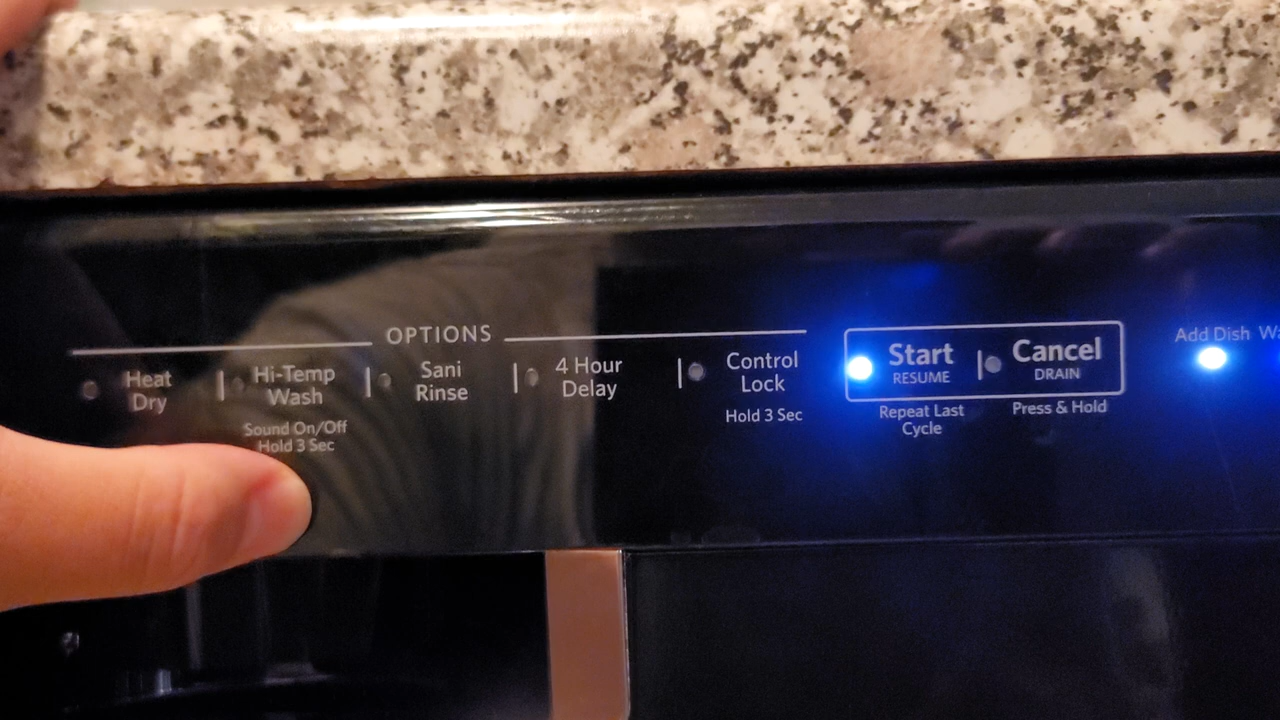 OPTIONS
Heat
Dry
Hi-Temp
Wash
Sound On/Off
Hold 3 Sec
Sani
Rinse
4 Hour
Delay
Control
Lock
Hold 3 Sec
Start
RESUME
Repeat Last
Cycle
Cancel
DRAIN
Press & Hold
Add Dish